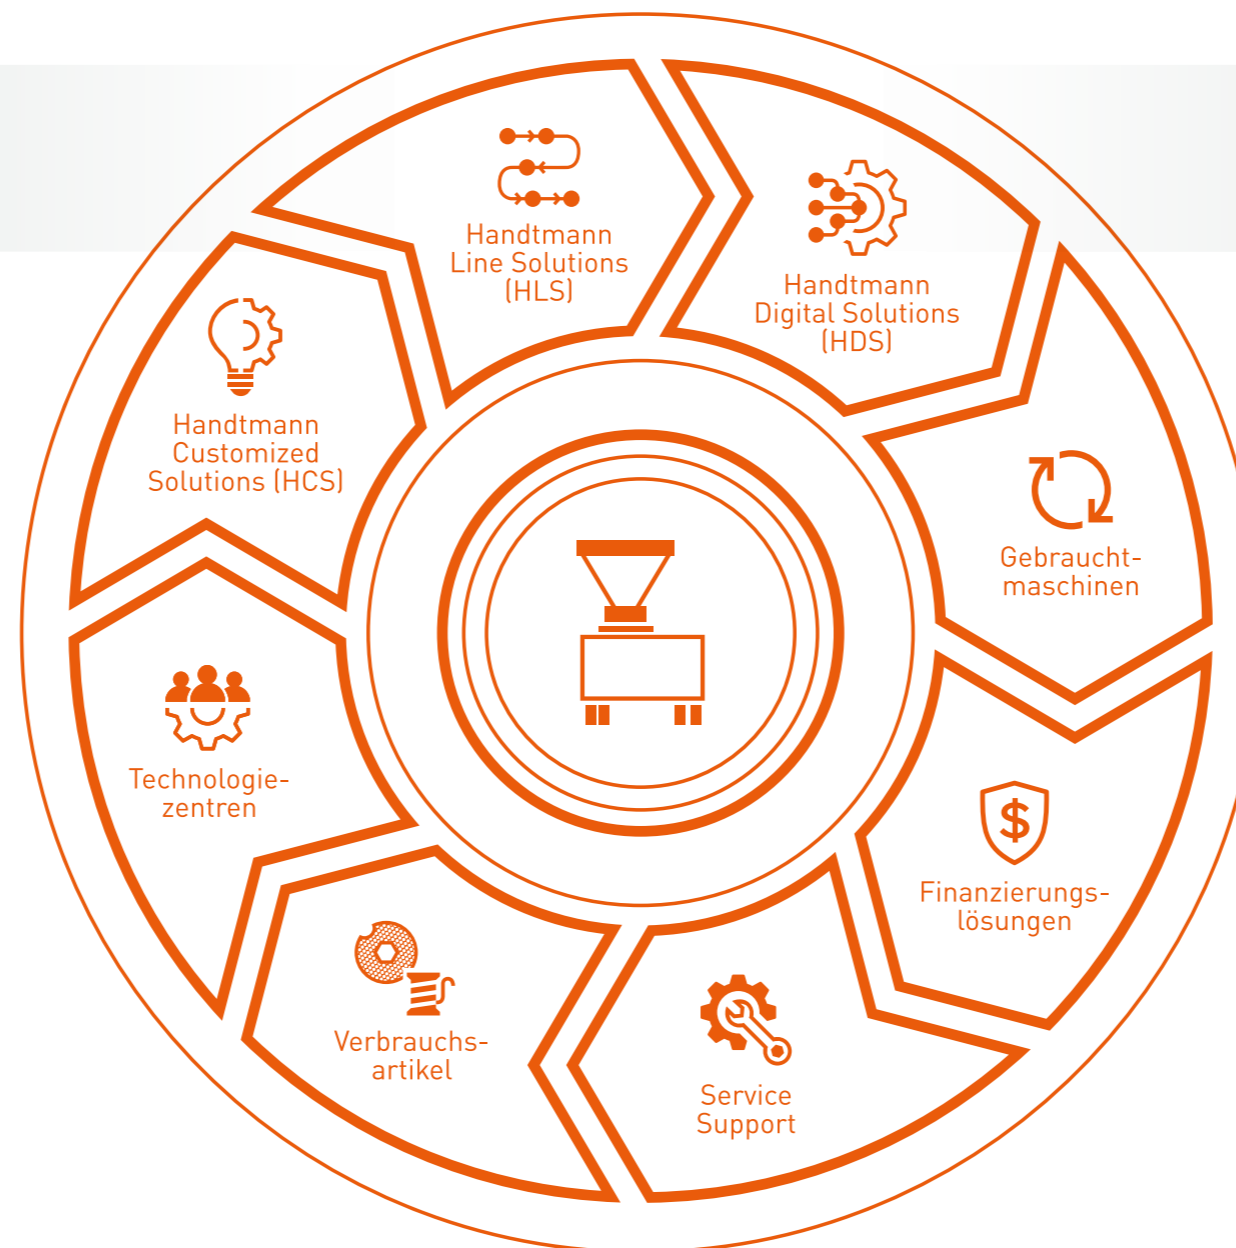 Handtmann
Line Solutions
(HLS)
Handtmann
Digital Solutions
(HDS)
Gebraucht-
maschinen
Finanzierungs-
lösungen
Service
Support
Verbrauchs-
artikel
Technologie-
zentren
Handtmann
Customized
Solutions (HCS)
$